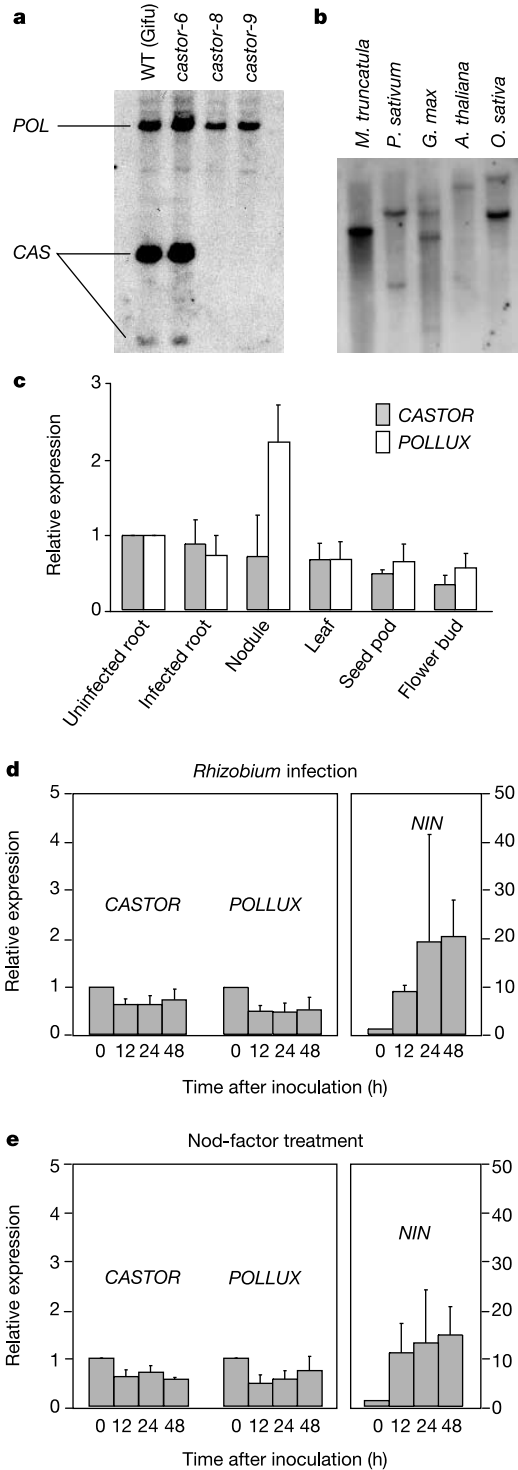 a
WT (Gifu)
castor-6
castor-8
castor-9
POL
CAS
b
M. truncatula
P. sativum
G. max
A. thaliana
O. sativa
c
Relative expression
3
2
1
0
CASTOR
POLLUX
Uninfected root
Infected root
Nodule
Leaf
Seed pod
Flower bud
d
Rhizobium infection
Relative expression
5
4
3
2
1
0
CASTOR
POLLUX
NIN
50
40
30
20
10
0
0 12 24 48
0 12 24 48
0 12 24 48
Time after inoculation (h)
e
Nod-factor treatment
Relative expression
5
4
3
2
1
0
CASTOR
POLLUX
NIN
50
40
30
20
10
0
0 12 24 48
0 12 24 48
0 12 24 48
Time after inoculation (h)